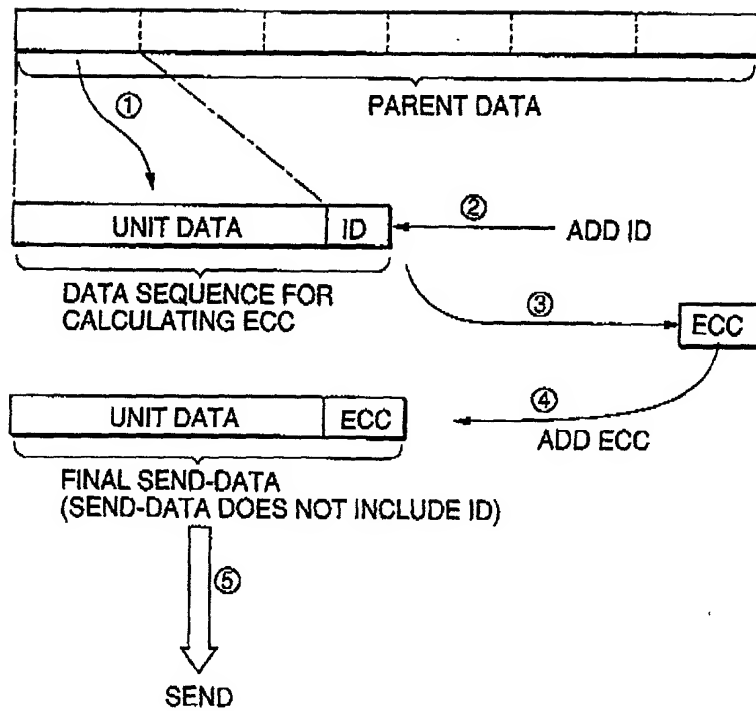 ①
PARENT DATA
UNIT DATA
ID
②
ADD ID
DATA SEQUENCE FOR
CALCULATING ECC
③
ECC
UNIT DATA
ECC
④
ADD ECC
FINAL SEND-DATA
(SEND-DATA DOES NOT INCLUDE ID)
⑤
SEND